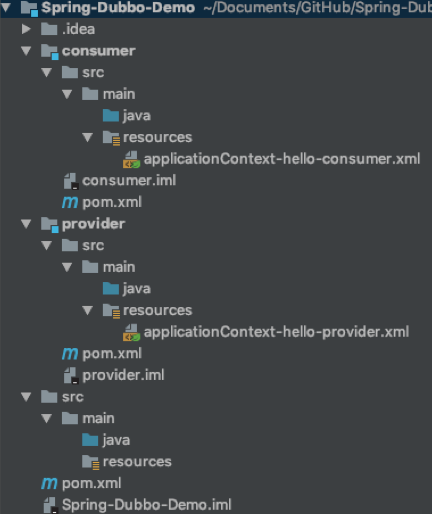 Spring-Dubbo-Demo ~/Documents/GitHub/Spring-Dub
.idea
consumer
src
main
java
resources
applicationContext-hello-consumer.xml
consumer.iml
pom.xml
provider
src
main
java
resources
applicationContext-hello-provider.xml
pom.xml
provider.iml
src
main
java
resources
pom.xml
Spring-Dubbo-Demo.iml